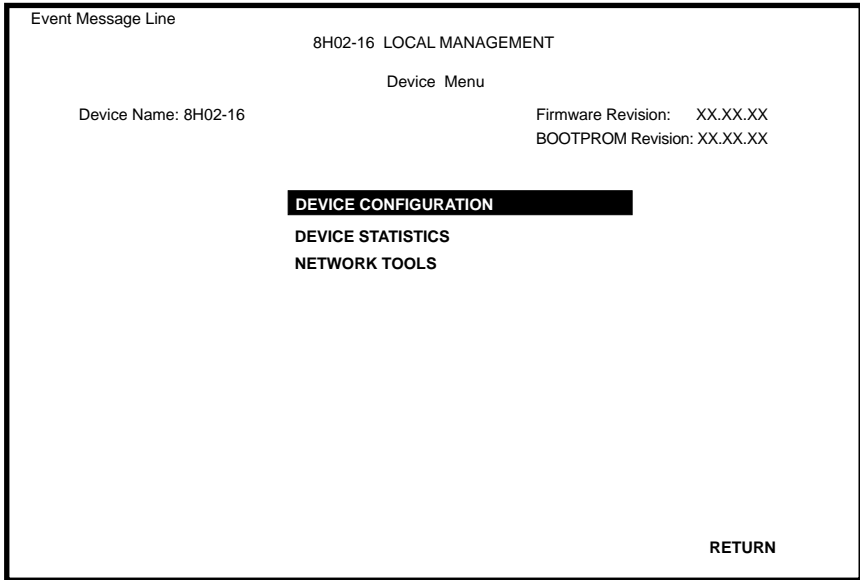 Event Message Line
8H02-16 LOCAL MANAGEMENT
Device Menu
Device Name: 8H02-16
Firmware Revision: XX.XX.XX
BOOTPROM Revision: XX.XX.XX
DEVICE CONFIGURATION
DEVICE STATISTICS
NETWORK TOOLS
RETURN